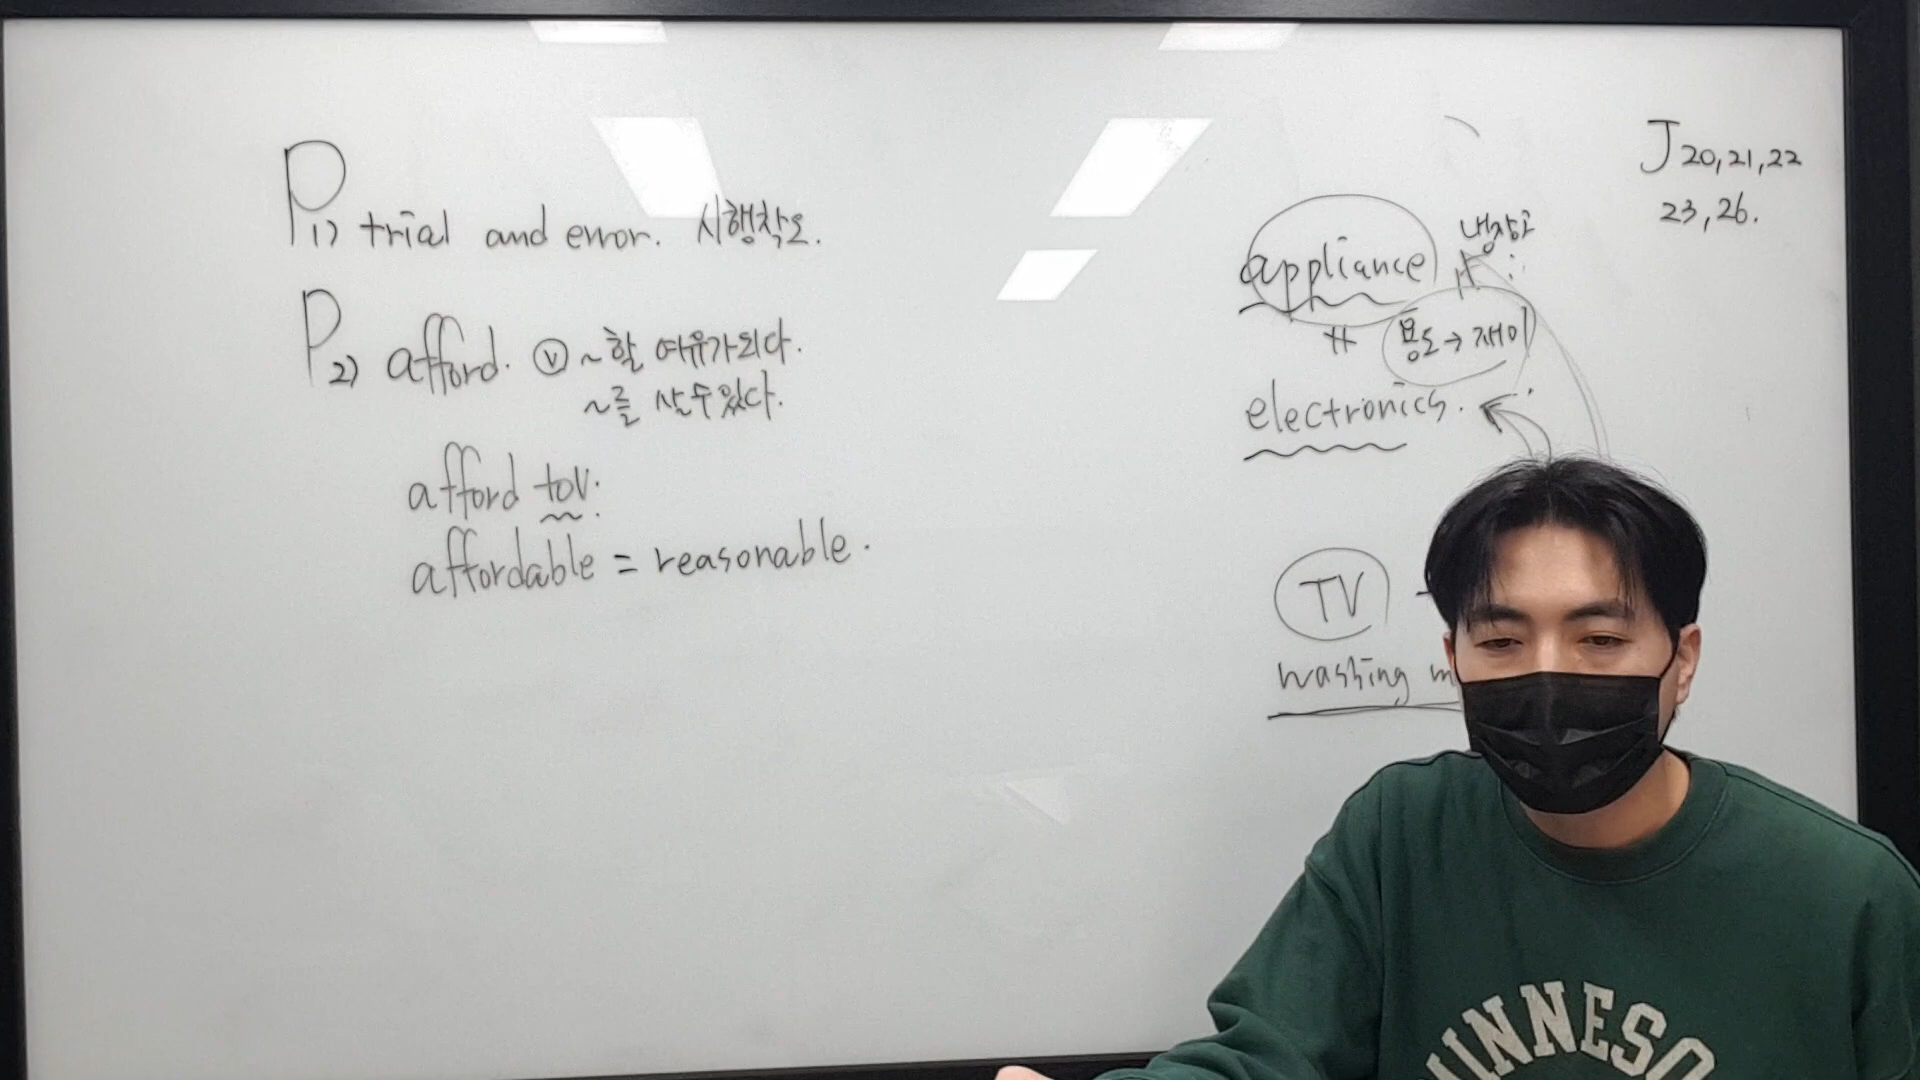 P1) trial and error. 시행착오.
P2) afford. ⓥ ~할 여유가되다.
~를 살수있다.
afford toV.
affordable = reasonable.
J 20, 21, 22
23, 26.
냉장고
appliance
용도→재미
electronics.
TV
washing m
INNESO